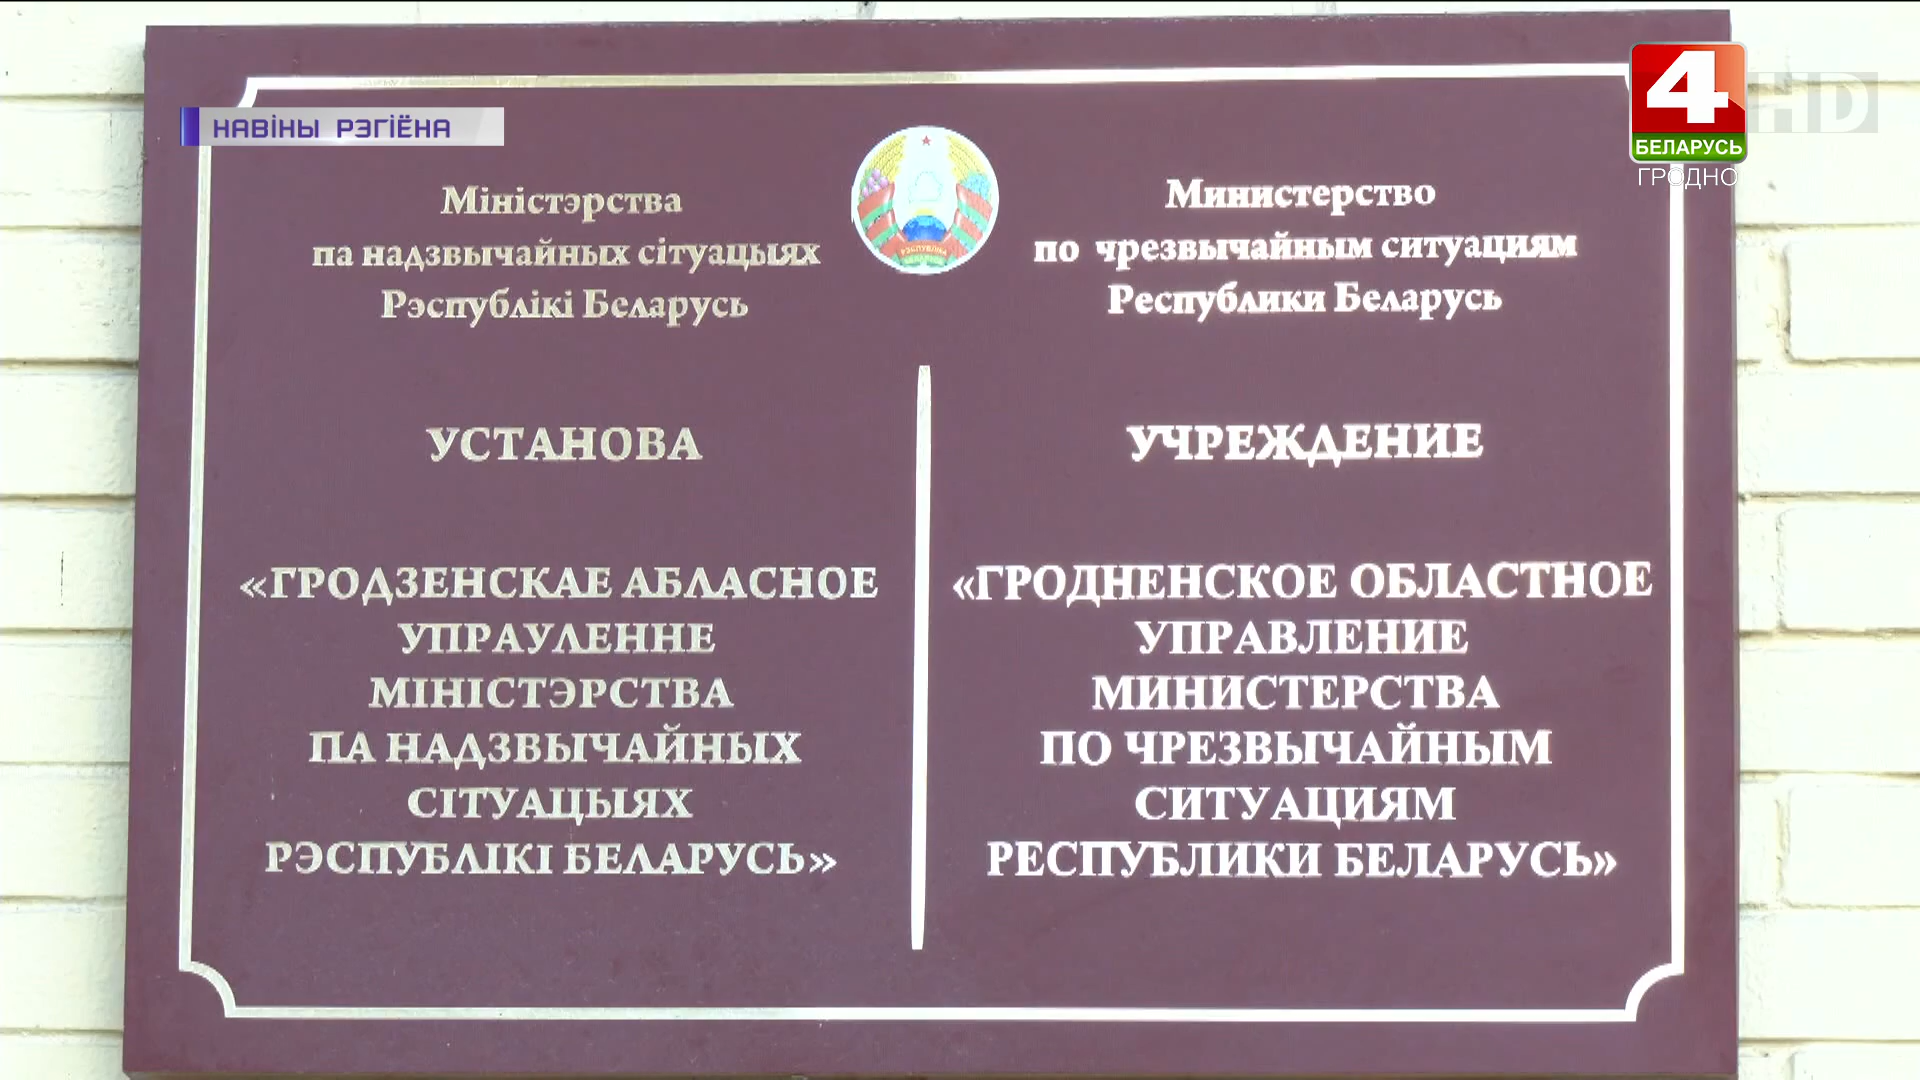 НАВІНЫ РЭГІЁНА
4 HD
БЕЛАРУСЬ
ГРОДНО
Міністэрства
па надзвычайных сітуацыях
Рэспублікі Беларусь
УСТАНОВА
«ГРОДЗЕНСКАЕ АБЛАСНОЕ
УПРАУЛЕННЕ
МІНІСТЭРСТВА
ПА НАДЗВЫЧАЙНЫХ
СІТУАЦЫЯХ
РЭСПУБЛІКІ БЕЛАРУСЬ»
Министерство
по чрезвычайным ситуациям
Республики Беларусь
УЧРЕЖДЕНИЕ
«ГРОДНЕНСКОЕ ОБЛАСТНОЕ
УПРАВЛЕНИЕ
МИНИСТЕРСТВА
ПО ЧРЕЗВЫЧАЙНЫМ
СИТУАЦИЯМ
РЕСПУБЛИКИ БЕЛАРУСЬ»